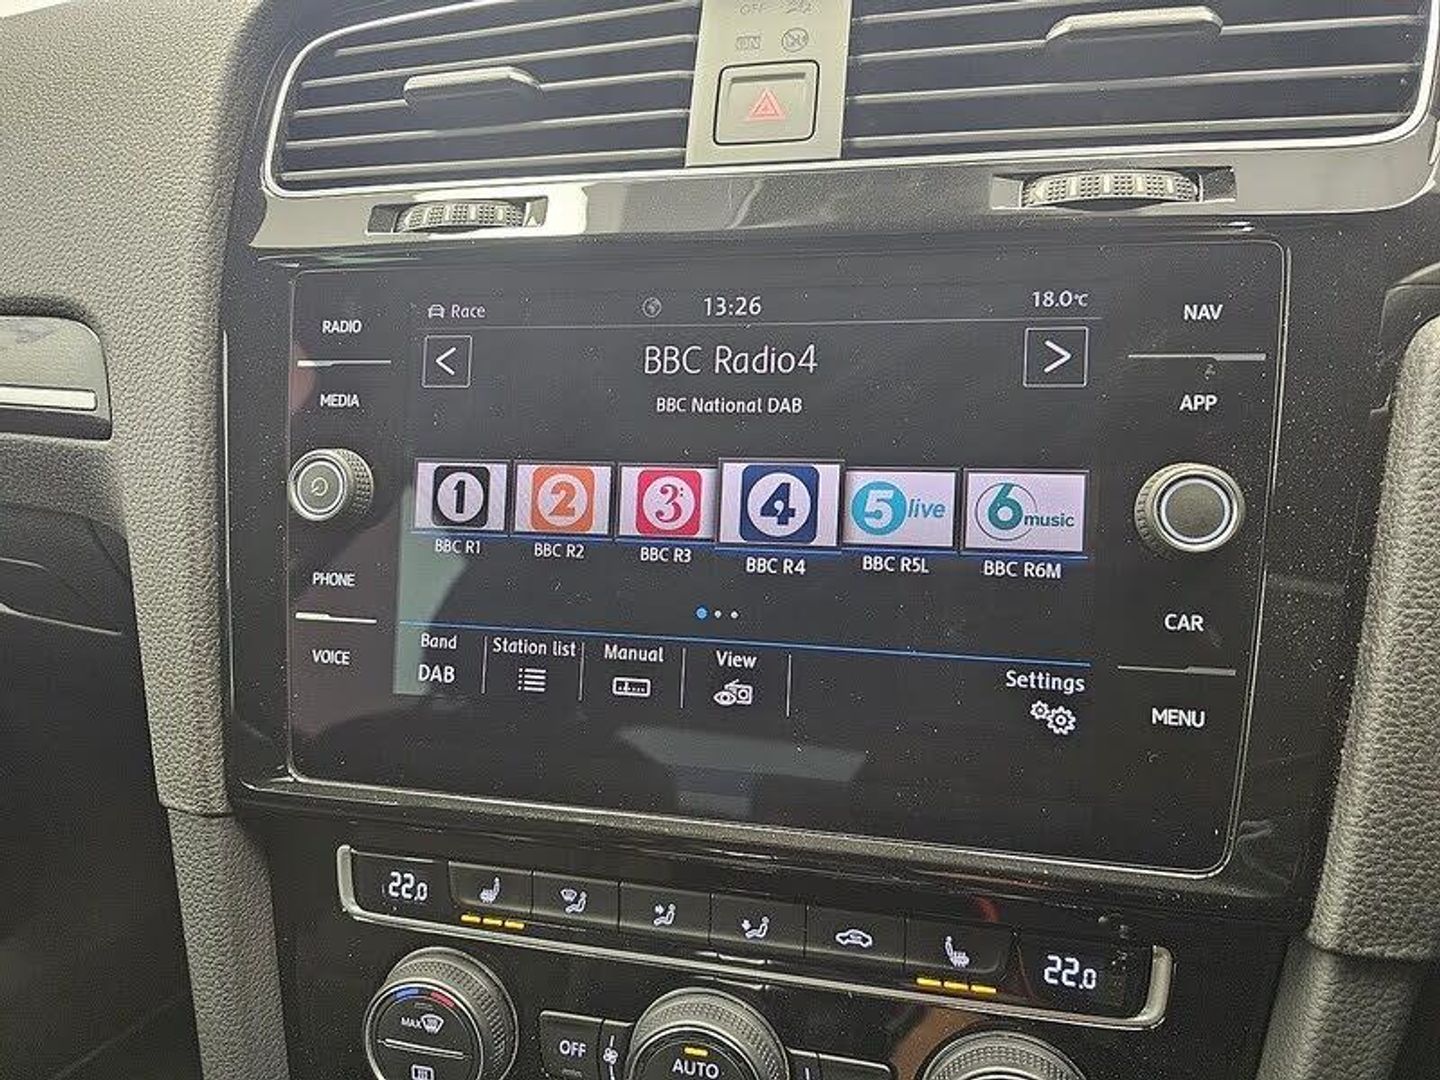 OFF
RADIO
MEDIA
PHONE
VOICE
Race
13:26
18.0°C
<
BBC Radio4
>
BBC National DAB
1
2
3:
4
5 live
6 music
BBC R1
BBC R2
BBC R3
BBC R4
BBC R5L
BBC R6M
Band
DAB
Station list
Manual
View
Settings
NAV
APP
CAR
MENU
22.0
22.0
MAX
OFF
AUTO